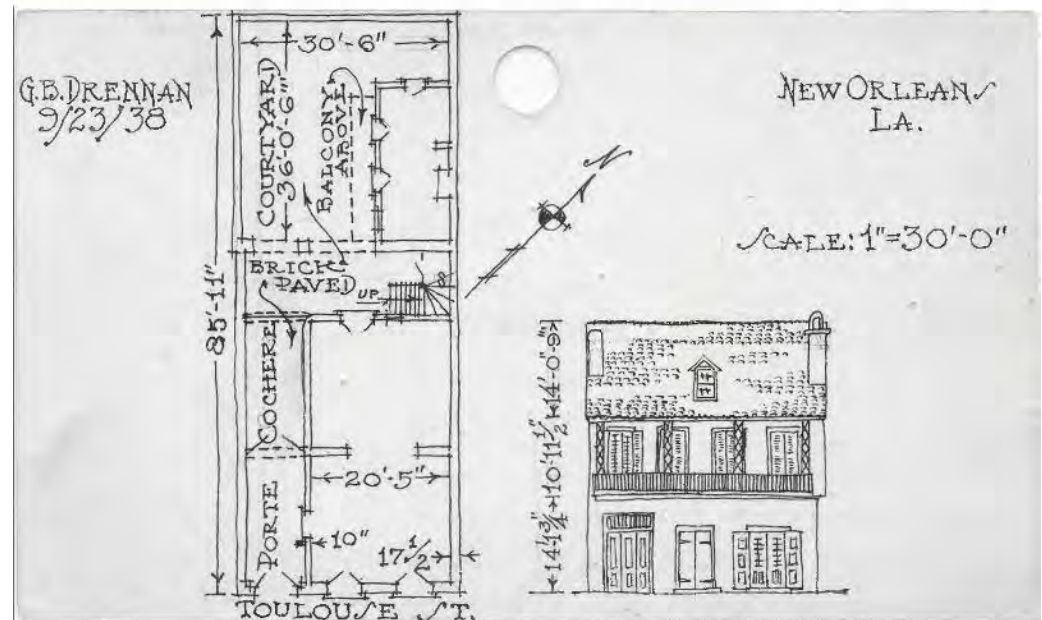 G.B. DRENNAN
9/23/38
NEW ORLEANS
LA.
SCALE: 1"=30'-0"
30'-6"
COURTYARD
36'-0-6"
BALCONY
ABOVE
85'-11"
BRICK
PAVED
UP
8
N
PORTE COCHERE
20'-5"
10"
17 1/2
TOULOUSE ST.
14'-0-9"
10'-11 1/2"
14'-1 3/4"